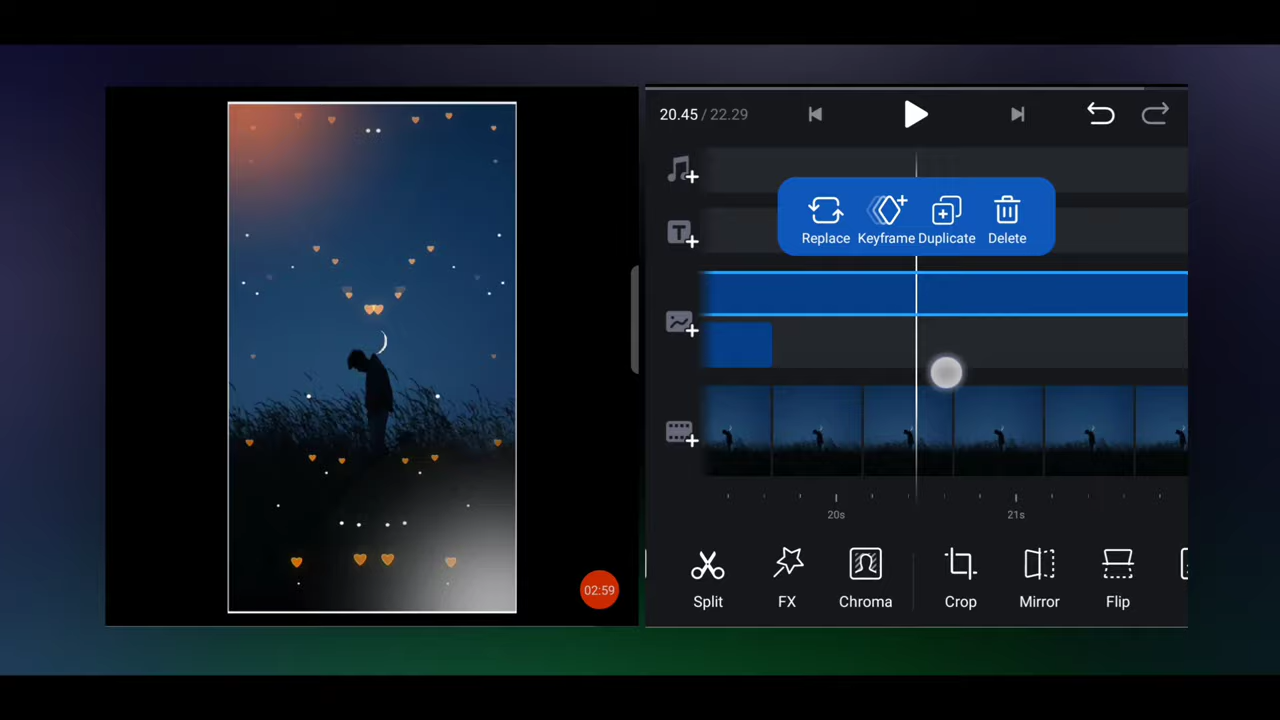 20.45 / 22.29
Replace Keyframe Duplicate Delete
T
20s 21s
02:59
Split FX Chroma Crop Mirror Flip